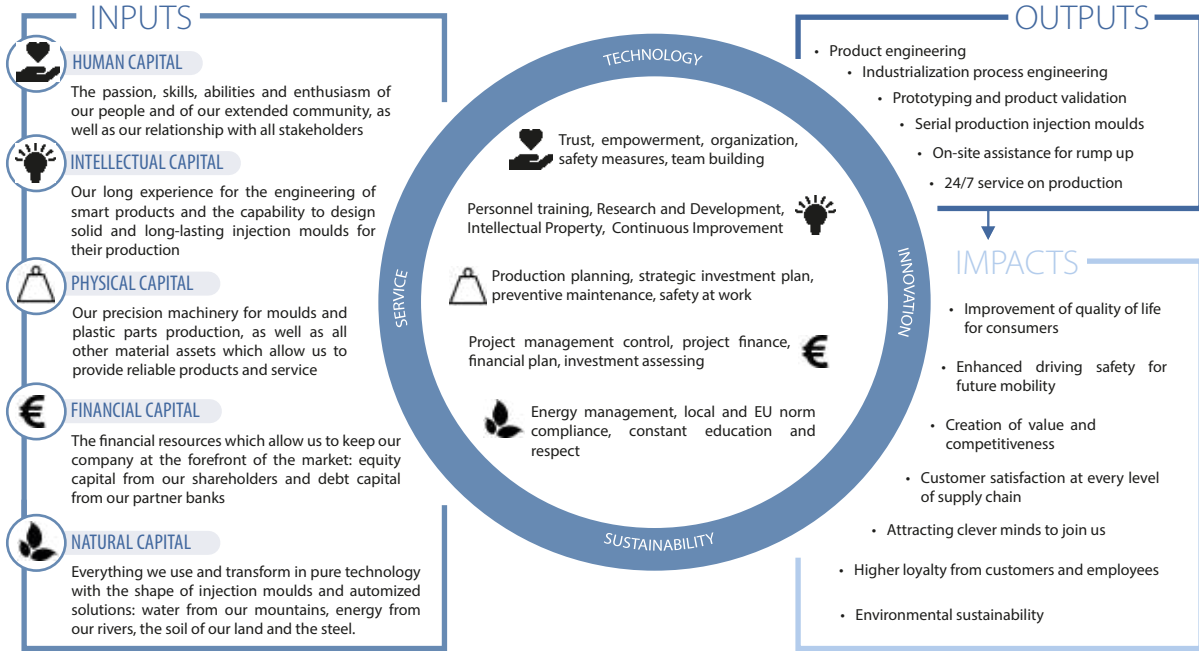 INPUTS
HUMAN CAPITAL
The passion, skills, abilities and enthusiasm of
our people and of our extended community, as
well as our relationship with all stakeholders
INTELLECTUAL CAPITAL
Our long experience for the engineering of
smart products and the capability to design
solid and long-lasting injection moulds for
their production
PHYSICAL CAPITAL
Our precision machinery for moulds and
plastic parts production, as well as all
other material assets which allow us to
provide reliable products and service
FINANCIAL CAPITAL
The financial resources which allow us to keep our
company at the forefront of the market: equity
capital from our shareholders and debt capital
from our partner banks
NATURAL CAPITAL
Everything we use and transform in pure technology
with the shape of injection moulds and automized
solutions: water from our mountains, energy from
our rivers, the soil of our land and the steel.
TECHNOLOGY
SERVICE
INNOVATION
SUSTAINABILITY
Trust, empowerment, organization,
safety measures, team building
Personnel training, Research and Development,
Intellectual Property, Continuous Improvement
Production planning, strategic investment plan,
preventive maintenance, safety at work
Project management control, project finance,
financial plan, investment assessing
€
Energy management, local and EU norm
compliance, constant education and
respect
OUTPUTS
• Product engineering
• Industrialization process engineering
• Prototyping and product validation
• Serial production injection moulds
• On-site assistance for rump up
• 24/7 service on production
IMPACTS
• Improvement of quality of life
for consumers
• Enhanced driving safety for
future mobility
• Creation of value and
competitiveness
• Customer satisfaction at every level
of supply chain
• Attracting clever minds to join us
• Higher loyalty from customers and employees
• Environmental sustainability